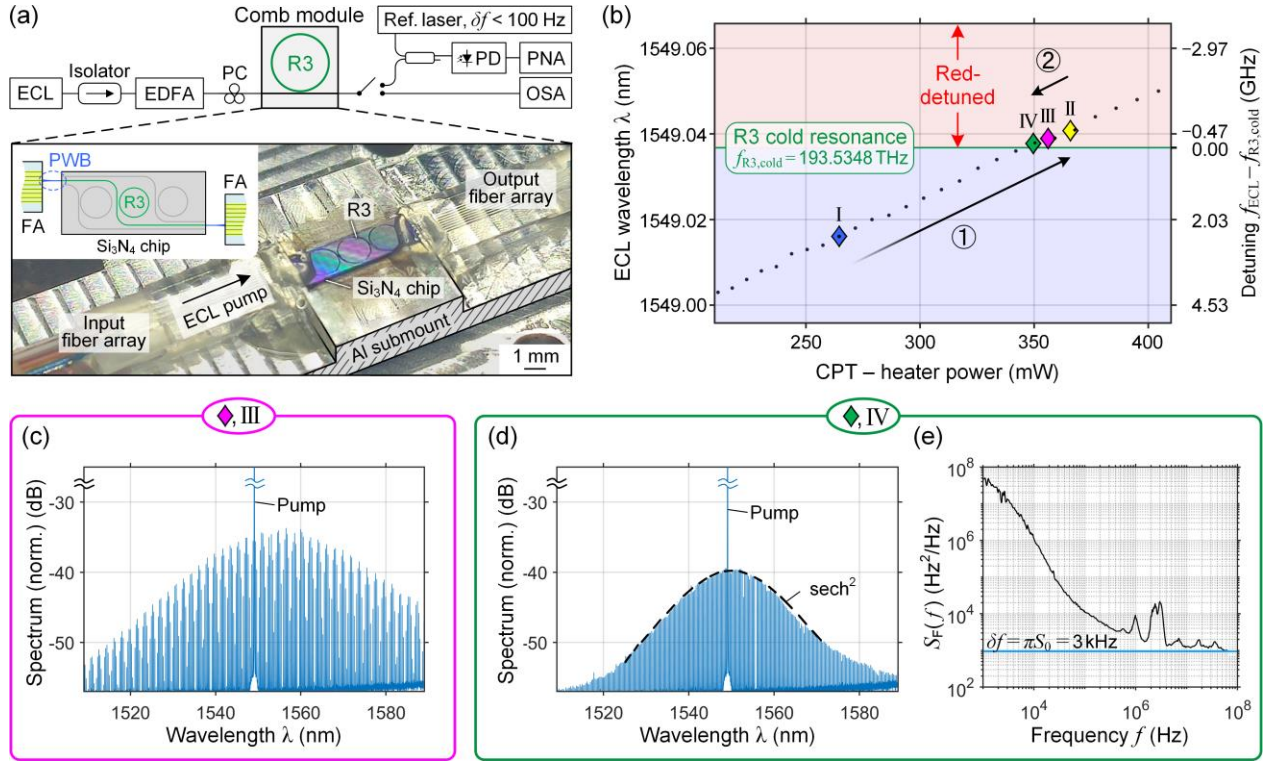 (a)
Comb module
Ref. laser, δf < 100 Hz
R3
Isolator
PC
PD
PNA
ECL
EDFA
OSA
PWB
FA
R3
FA
Si₃N₄ chip
Output
fiber array
R3
Si₃N₄ chip
ECL pump
Input
fiber array
Al submount
1 mm
(b)
ECL wavelength λ (nm)
1549.06
1549.04
1549.02
1549.00
Red-
detuned
②
IV III II
R3 cold resonance
f_R3,cold = 193.5348 THz
I
①
-2.97
-0.47
0.00
2.03
4.53
Detuning f_ECL – f_R3,cold (GHz)
250 300 350 400
CPT – heater power (mW)
, III
(c)
Spectrum (norm.) (dB)
-30
-40
-50
Pump
1520 1540 1560 1580
Wavelength λ (nm)
, IV
(d)
Spectrum (norm.) (dB)
-30
-40
-50
Pump
sech²
1520 1540 1560 1580
Wavelength λ (nm)
(e)
S_F(f) (Hz²/Hz)
10⁸
10⁶
10⁴
10²
δf = πS₀ = 3 kHz
10⁴ 10⁶ 10⁸
Frequency f (Hz)